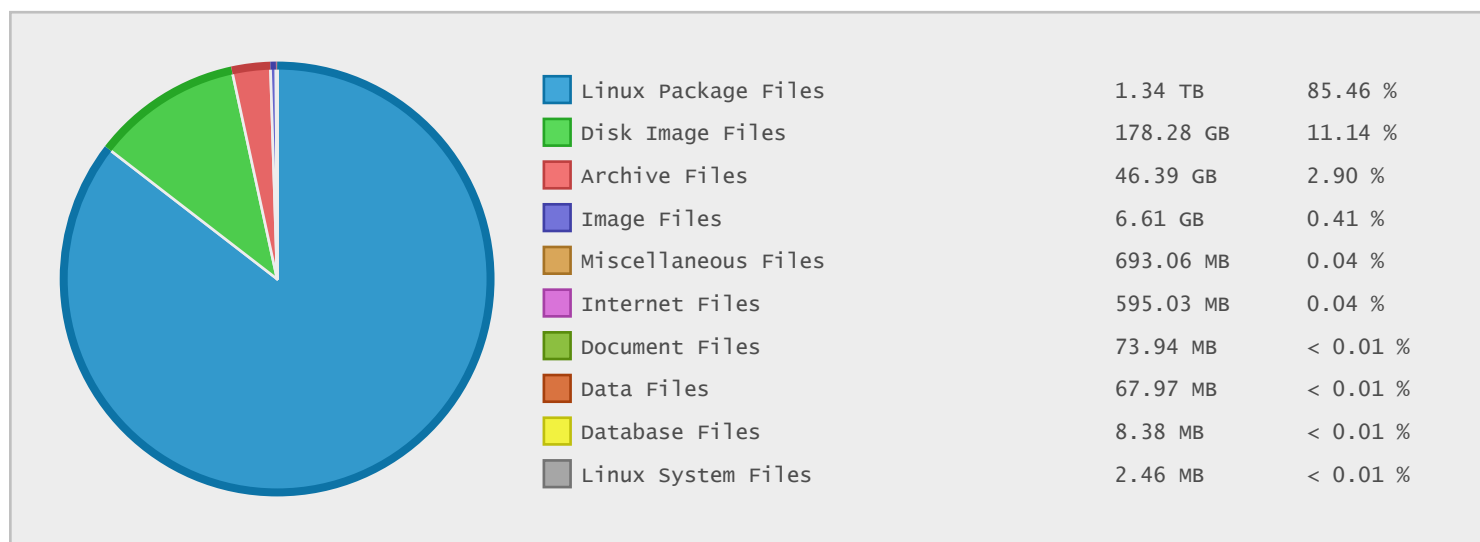 Linux Package Files 1.34 TB 85.46 %
Disk Image Files 178.28 GB 11.14 %
Archive Files 46.39 GB 2.90 %
Image Files 6.61 GB 0.41 %
Miscellaneous Files 693.06 MB 0.04 %
Internet Files 595.03 MB 0.04 %
Document Files 73.94 MB < 0.01 %
Data Files 67.97 MB < 0.01 %
Database Files 8.38 MB < 0.01 %
Linux System Files 2.46 MB < 0.01 %